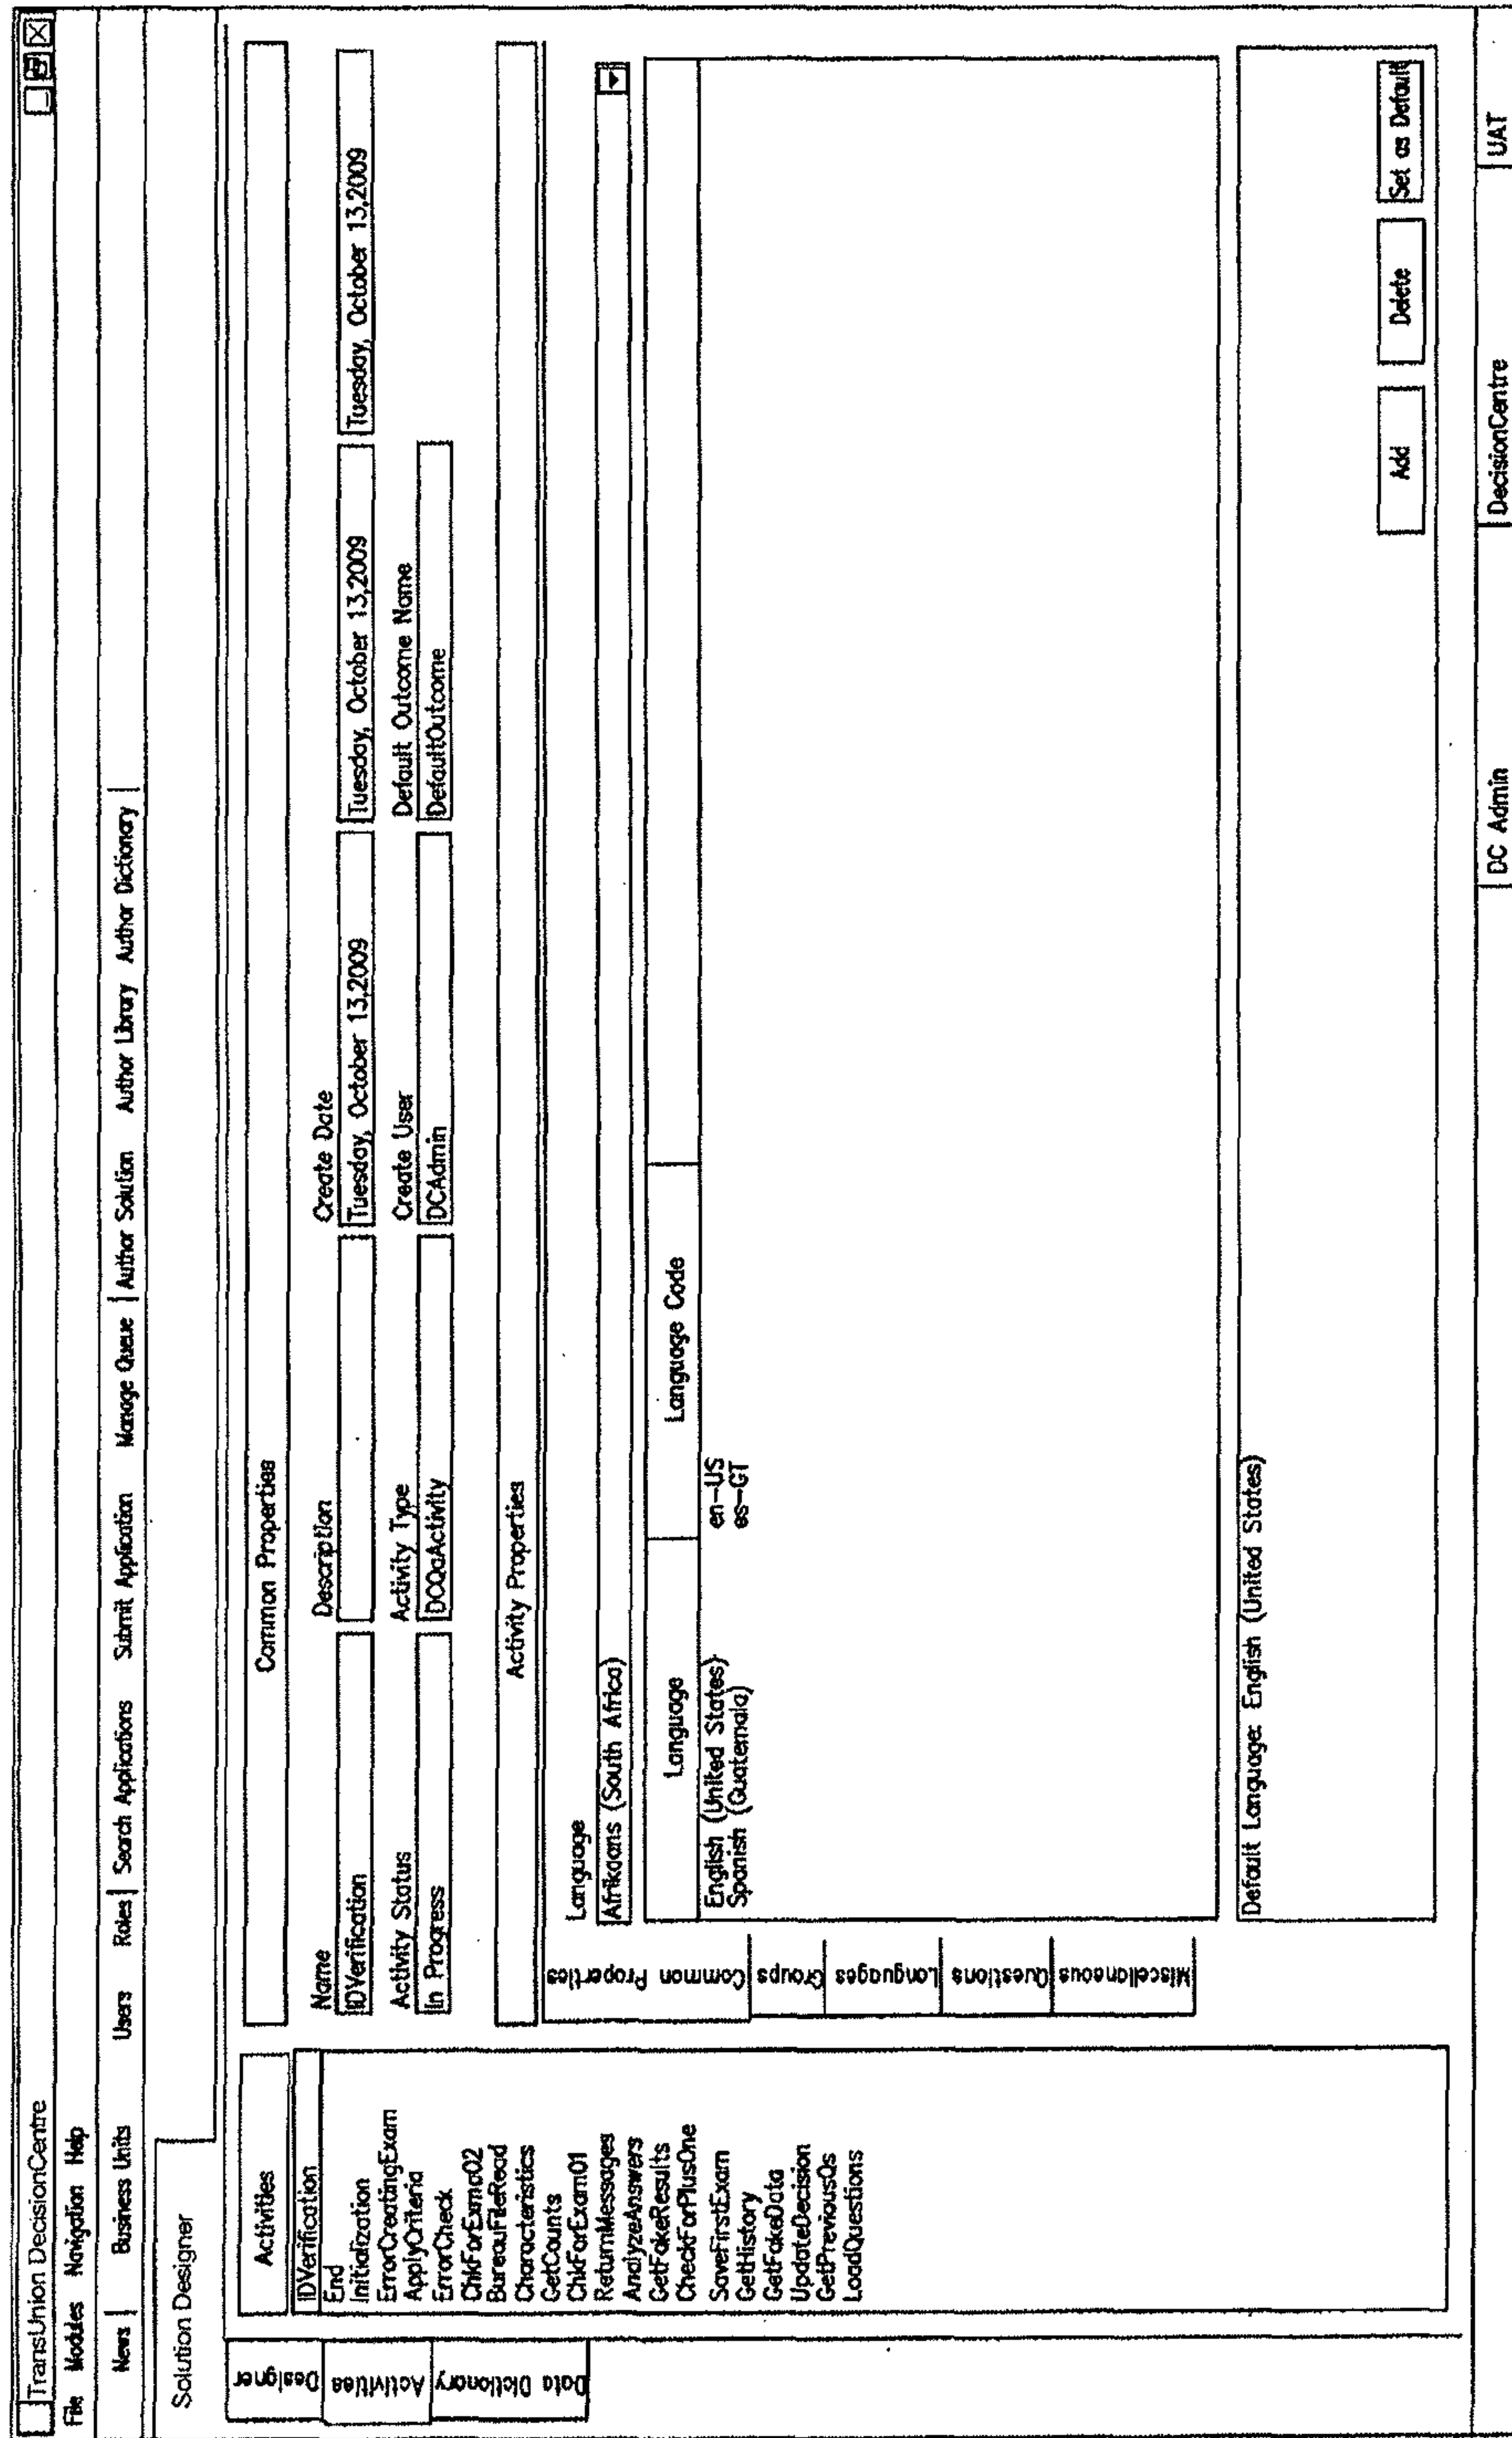 TransUnion DecisionCentre
File Modules Navigation Help
News Business Units Users Roles Search Applications Submit Application Manage Queue Author Solution Author Library Author Dictionary
Solution Designer
Designer
Activities
Data Dictionary
Activities
IDVerification
End
Initialization
ErrorCreatingExam
ApplyCriteria
ErrorCheck
ChkForExma02
BureauFileRead
Characteristics
GetCounts
ChkForExam01
ReturnMessages
AnalyzeAnswers
GetFakeResults
CheckForPlusOne
SaveFirstExam
GetHistory
GetFakeData
UpdateDecision
GetPreviousQs
LoadQuestions
Common Properties
Name Description Create Date
IDVerification Tuesday, October 13,2009 Tuesday, October 13,2009 Tuesday, October 13,2009
Activity Status Activity Type Create User Default Outcome Name
In Progress DCQaActivity DCAdmin DefaultOutcome
Activity Properties
Common Properties
Groups
Languages
Questions
Miscellaneous
Language
Afrikaans (South Africa)
Language Language Code
English (United States) en-US
Spanish (Guatemala) es-GT
Default Language: English (United States)
Add Delete Set as Default
DC Admin DecisionCentre UAT